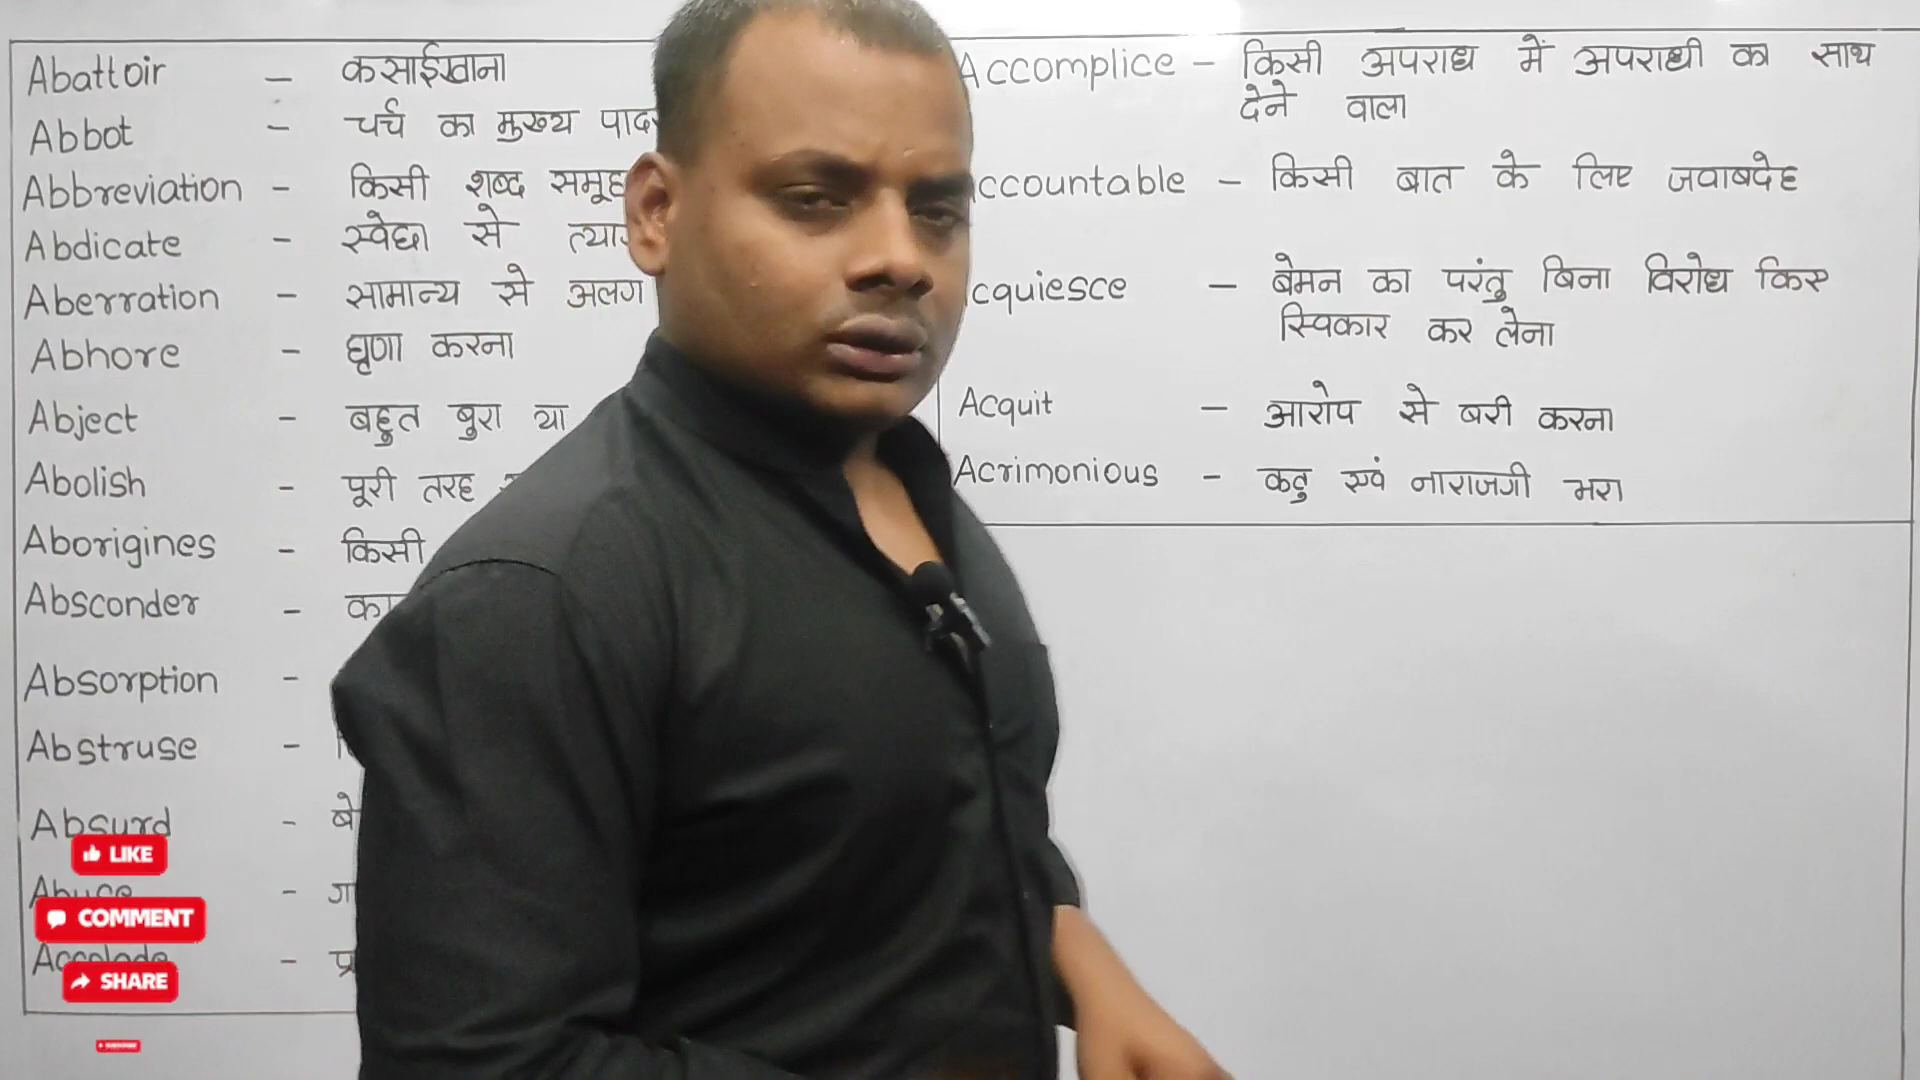 Abattoir - कसाईखाना
Abbot - चर्च का मुख्य
Abbreviation - किसी शब्द समूह
Abdicate - स्वेछा से
Aberration - सामान्य से अलग
Abhore - घृणा करना
Abject - बहुत बुरा या
Abolish - पूरी तरह
Aborigines - किसी
Absconder -
Absorption -
Abstruse -
Absurd -
LIKE
COMMENT
SHARE
Accomplice - किसी अपराध में अपराधी का साथ
देने वाला
ccountable - किसी बात के लिए जवाबदेह
cquiesce - बेमन का परंतु बिना विरोध किए
स्विकार कर लेना
Acquit - आरोप से बरी करना
Acrimonious - कटु एवं नाराजगी भरा